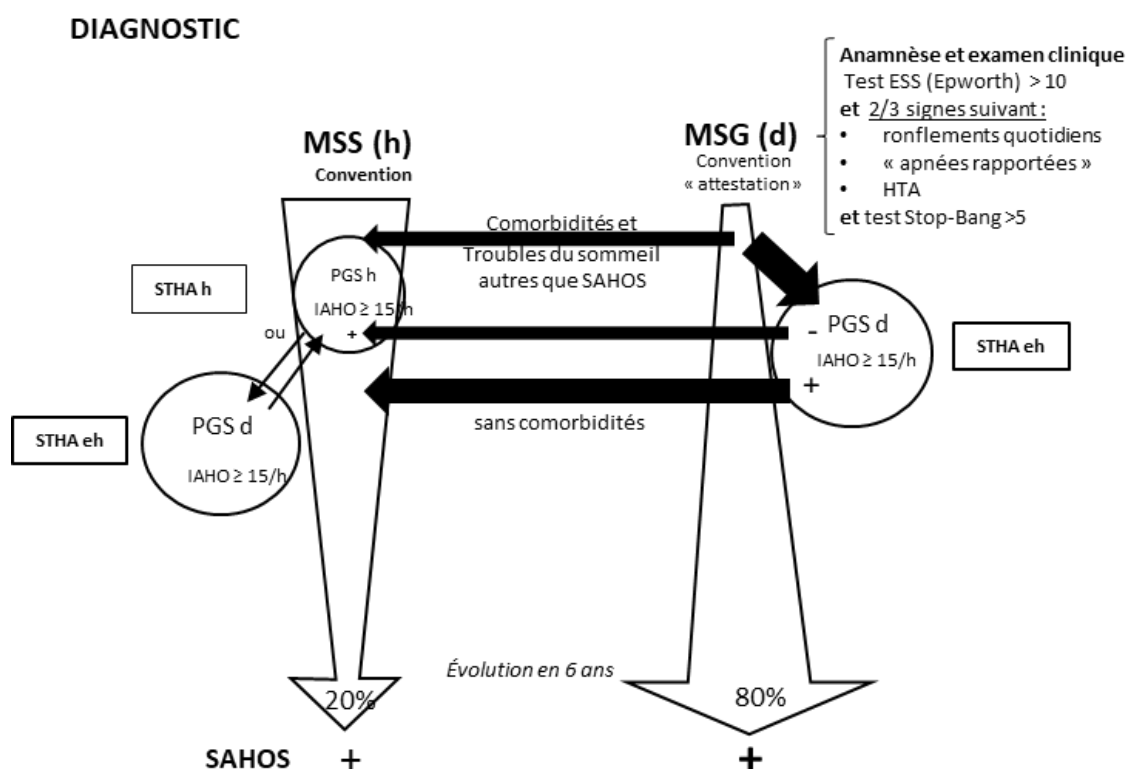 DIAGNOSTIC
Anamnèse et examen clinique
Test ESS (Epworth) > 10
et 2/3 signes suivant :
• ronflements quotidiens
• « apnées rapportées »
• HTA
et test Stop-Bang >5
MSS (h)
Convention
MSG (d)
Convention
« attestation »
Comorbidités et
Troubles du sommeil
autres que SAHOS
STHA h
PGS h
IAHO ≥ 15/h
+
ou
-
PGS d
IAHO ≥ 15/h
+
STHA eh
sans comorbidités
STHA eh
PGS d
IAHO ≥ 15/h
Évolution en 6 ans
20%
80%
SAHOS + +